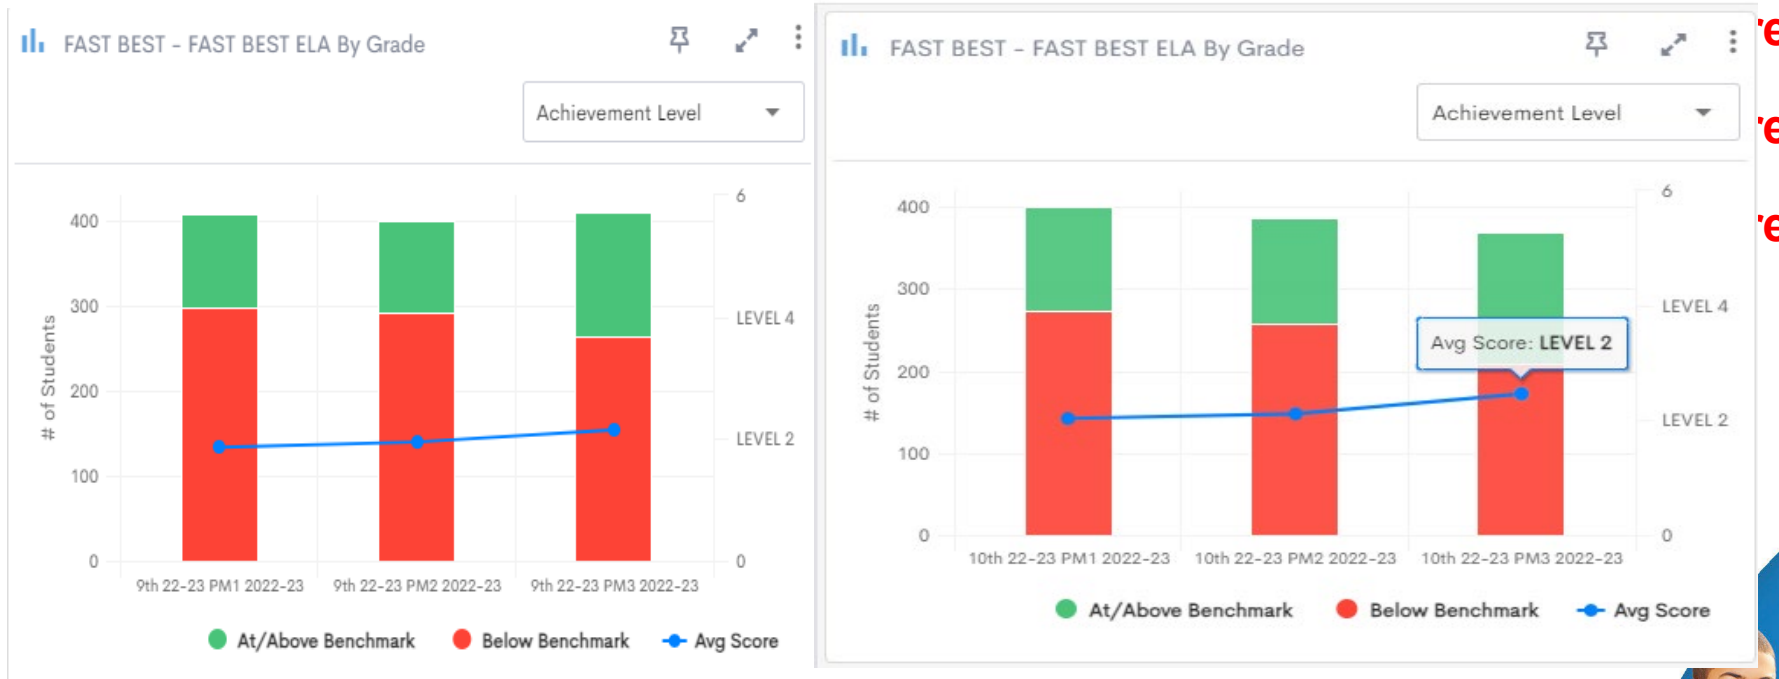 FAST BEST - FAST BEST ELA By Grade
Achievement Level
6
400
300
LEVEL 4
200
LEVEL 2
100
0
0
# of Students
9th 22-23 PM1 2022-23
9th 22-23 PM2 2022-23
9th 22-23 PM3 2022-23
At/Above Benchmark
Below Benchmark
Avg Score
FAST BEST - FAST BEST ELA By Grade
Achievement Level
6
400
300
LEVEL 4
Avg Score: LEVEL 2
200
LEVEL 2
100
0
0
# of Students
10th 22-23 PM1 2022-23
10th 22-23 PM2 2022-23
10th 22-23 PM3 2022-23
At/Above Benchmark
Below Benchmark
Avg Score